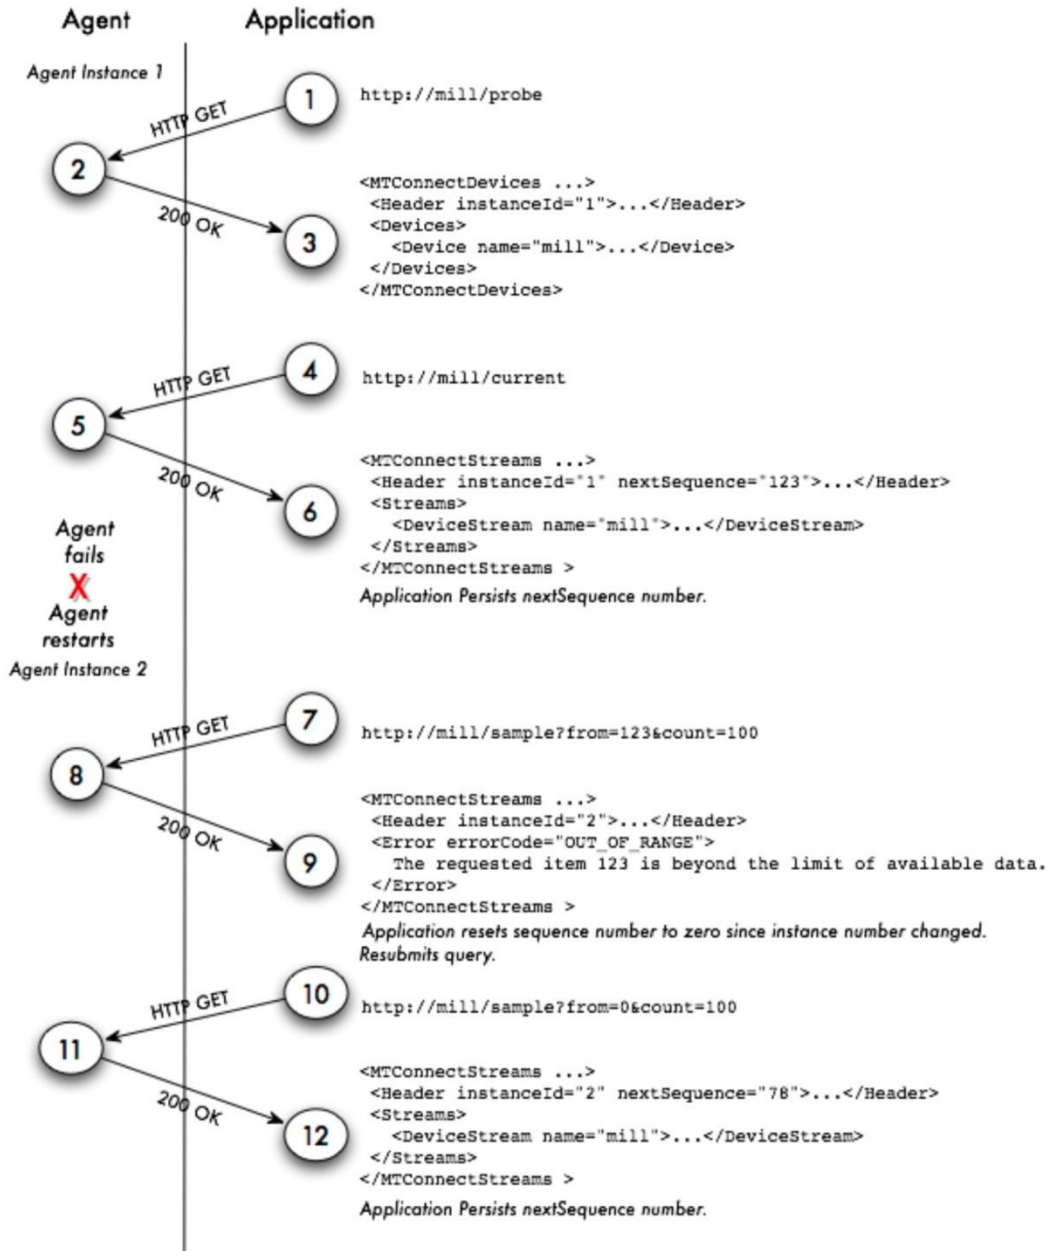 Agent Application
Agent Instance 1
1 http://mill/probe
HTTP GET
2
200 OK
3
<MTConnectDevices ...>
<Header instanceId="1">...</Header>
<Devices>
<Device name="mill">...</Device>
</Devices>
</MTConnectDevices>
4 http://mill/current
HTTP GET
5
200 OK
6
<MTConnectStreams ...>
<Header instanceId="1" nextSequence="123">...</Header>
<Streams>
<DeviceStream name="mill">...</DeviceStream>
</Streams>
</MTConnectStreams >
Application Persists nextSequence number.
Agent
fails
X
Agent
restarts
Agent Instance 2
7 http://mill/sample?from=123&count=100
HTTP GET
8
200 OK
9
<MTConnectStreams ...>
<Header instanceId="2">...</Header>
<Error errorCode="OUT_OF_RANGE">
The requested item 123 is beyond the limit of available data.
</Error>
</MTConnectStreams >
Application resets sequence number to zero since instance number changed.
Resubmits query.
10 http://mill/sample?from=0&count=100
HTTP GET
11
200 OK
12
<MTConnectStreams ...>
<Header instanceId="2" nextSequence="78">...</Header>
<Streams>
<DeviceStream name="mill">...</DeviceStream>
</Streams>
</MTConnectStreams >
Application Persists nextSequence number.